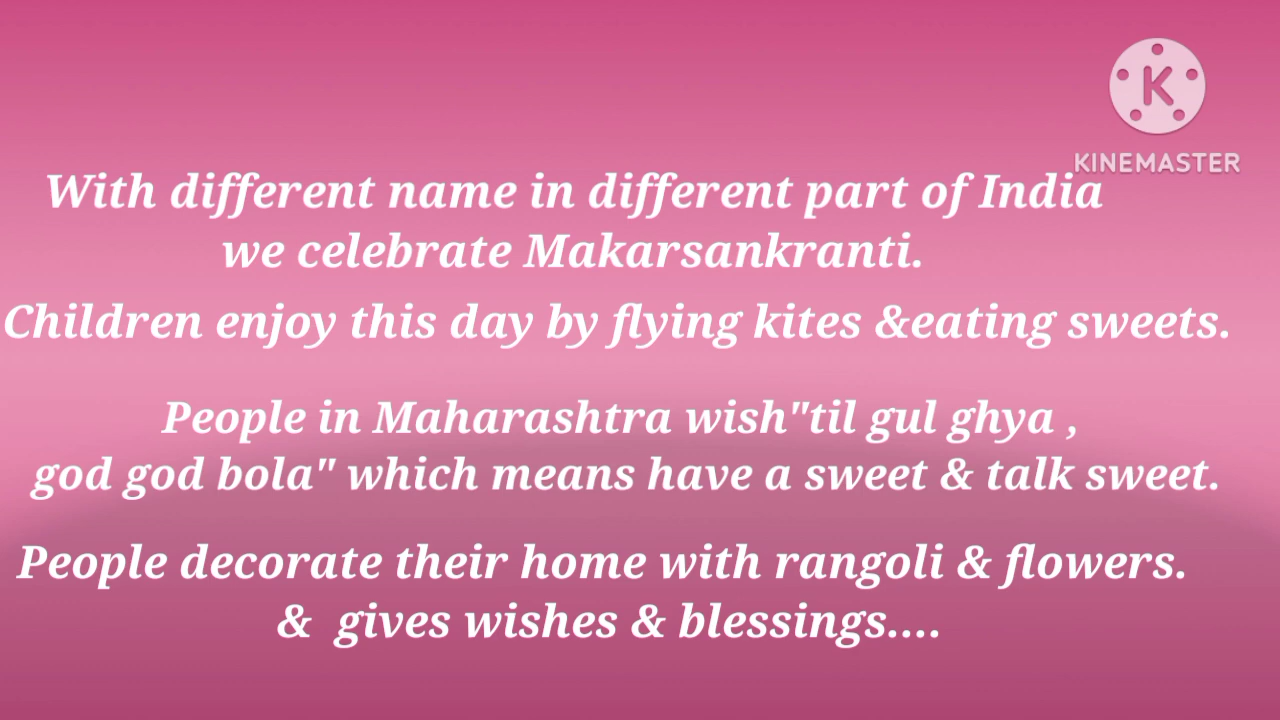 K
KINEMASTER
With different name in different part of India
we celebrate Makarsankranti.
Children enjoy this day by flying kites &eating sweets.
People in Maharashtra wish"til gul ghya ,
god god bola" which means have a sweet & talk sweet.
People decorate their home with rangoli & flowers.
&  gives wishes & blessings....